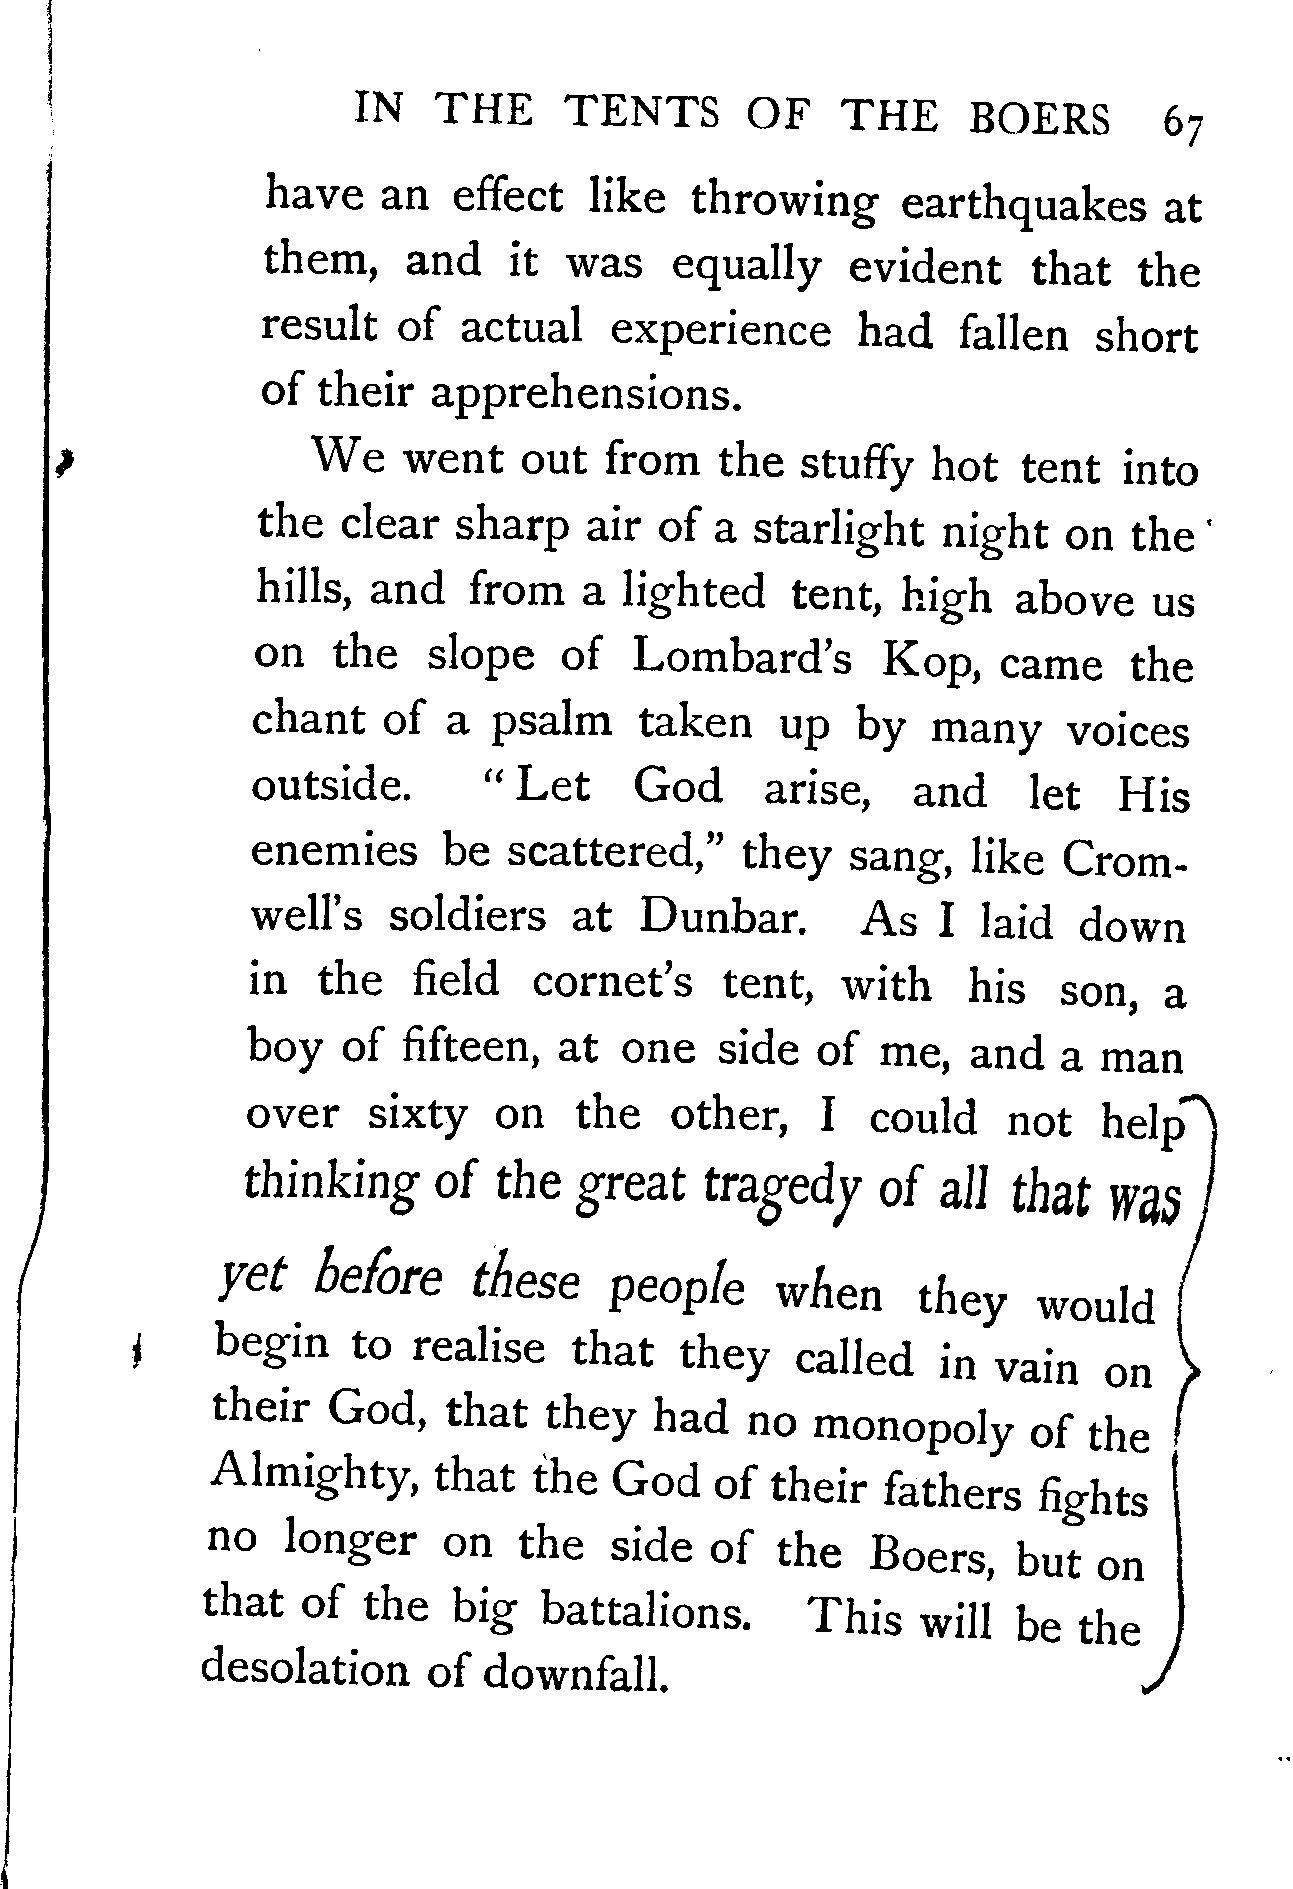 IN THE TENTS OF THE BOERS 67
have an effect like throwing earthquakes at
them, and it was equally evident that the
result of actual experience had fallen short
of their apprehensions.
We went out from the stuffy hot tent into
the clear sharp air of a starlight night on the
hills, and from a lighted tent, high above us
on the slope of Lombard's Kop, came the
chant of a psalm taken up by many voices
outside. "Let God arise, and let His
enemies be scattered," they sang, like Crom-
well's soldiers at Dunbar. As I laid down
in the field cornet's tent, with his son, a
boy of fifteen, at one side of me, and a man
over sixty on the other, I could not help
thinking of the great tragedy of all that was
yet before these people when they would
begin to realise that they called in vain on
their God, that they had no monopoly of the
Almighty, that the God of their fathers fights
no longer on the side of the Boers, but on
that of the big battalions. This will be the
desolation of downfall.